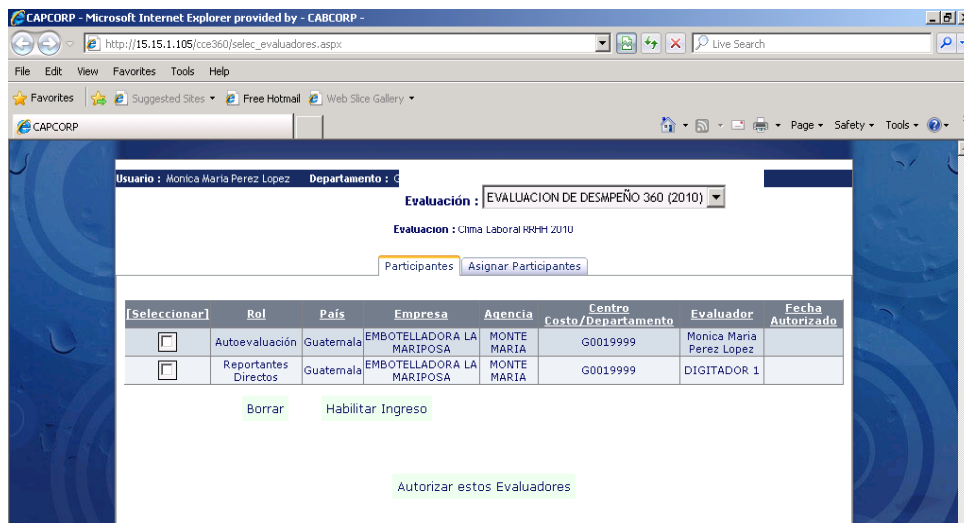 CAPCORP - Microsoft Internet Explorer provided by - CABCORP -
http://15.15.1.105/cce360/selec_evaluadores.aspx
Live Search
File Edit View Favorites Tools Help
Favorites Suggested Sites Free Hotmail Web Slice Gallery
CAPCORP Page Safety Tools
Usuario : Monica Maria Perez Lopez Departamento :
Evaluación : EVALUACION DE DESMPEÑO 360 (2010)
Evaluacion : Clima Laboral RRHH 2010
Participantes Asignar Participantes
[Seleccionar] Rol País Empresa Agencia Centro Costo/Departamento Evaluador Fecha Autorizado
Autoevaluación Guatemala EMBOTELLADORA LA MARIPOSA MONTE MARIA G0019999 Monica Maria Perez Lopez
Reportantes Directos Guatemala EMBOTELLADORA LA MARIPOSA MONTE MARIA G0019999 DIGITADOR 1
Borrar Habilitar Ingreso
Autorizar estos Evaluadores